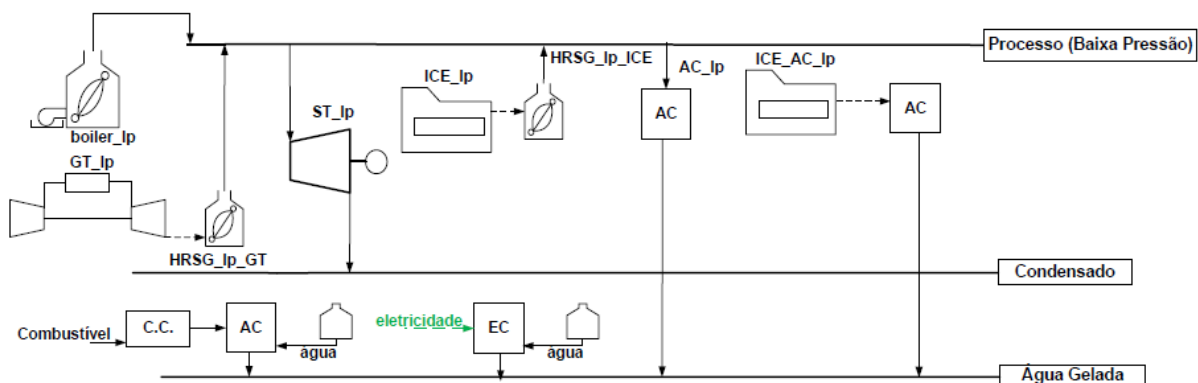 Processo (Baixa Pressão)
HRSG_lp_ICE
ICE_lp
AC_lp
ICE_AC_lp
AC
AC
ST_lp
boiler_lp
GT_lp
HRSG_lp_GT
Condensado
Combustível
C.C.
AC
água
eletricidade
EC
água
Água Gelada